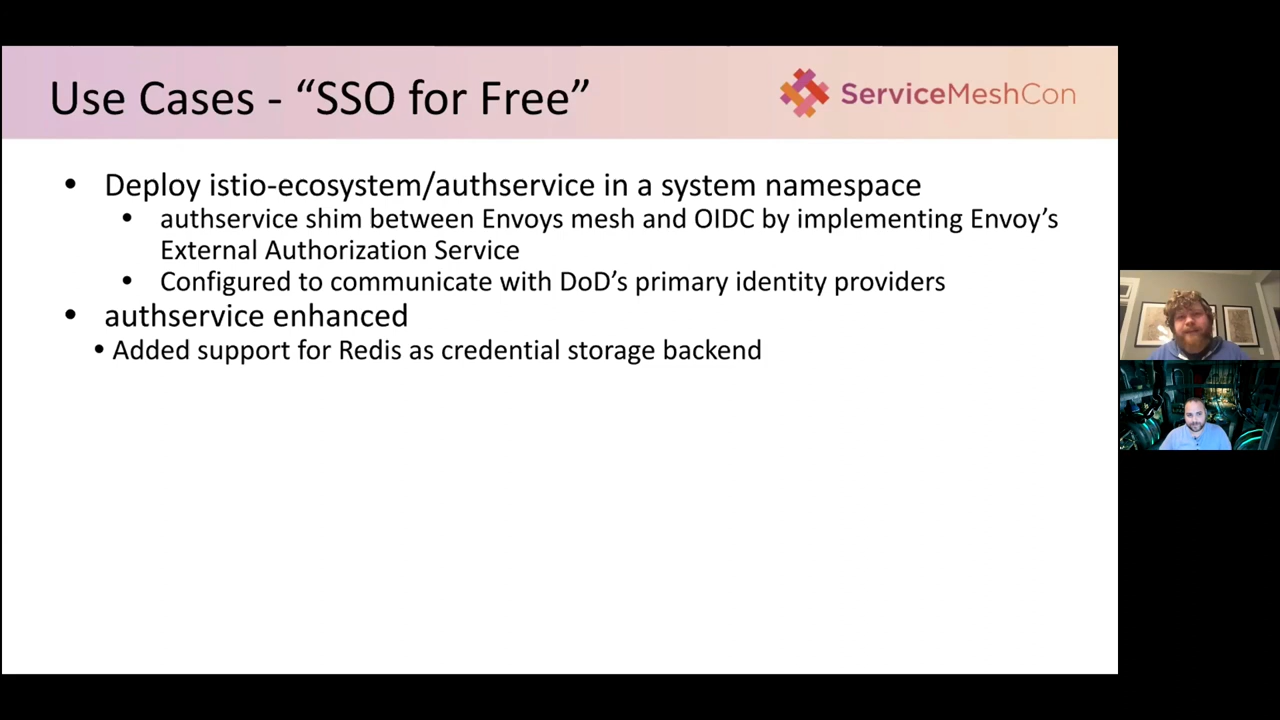 Use Cases - “SSO for Free”
ServiceMeshCon
• Deploy istio-ecosystem/authservice in a system namespace
• authservice shim between Envoys mesh and OIDC by implementing Envoy’s
External Authorization Service
• Configured to communicate with DoD’s primary identity providers
• authservice enhanced
• Added support for Redis as credential storage backend